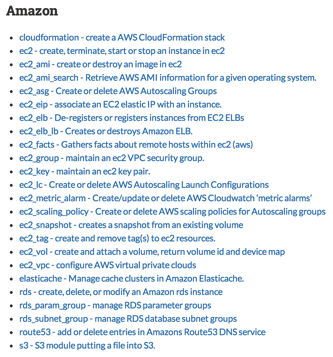 Amazon
cloudformation - create a AWS CloudFormation stack
ec2 - create, terminate, start or stop an instance in ec2
ec2_ami - create or destroy an image in ec2
ec2_ami_search - Retrieve AWS AMI information for a given operating system.
ec2_asg - Create or delete AWS Autoscaling Groups
ec2_eip - associate an EC2 elastic IP with an instance.
ec2_elb - De-registers or registers instances from EC2 ELBs
ec2_elb_lb - Creates or destroys Amazon ELB.
ec2_facts - Gathers facts about remote hosts within ec2 (aws)
ec2_group - maintain an ec2 VPC security group.
ec2_key - maintain an ec2 key pair.
ec2_lc - Create or delete AWS Autoscaling Launch Configurations
ec2_metric_alarm - Create/update or delete AWS Cloudwatch ‘metric alarms’
ec2_scaling_policy - Create or delete AWS scaling policies for Autoscaling groups
ec2_snapshot - creates a snapshot from an existing volume
ec2_tag - create and remove tag(s) to ec2 resources.
ec2_vol - create and attach a volume, return volume id and device map
ec2_vpc - configure AWS virtual private clouds
elasticache - Manage cache clusters in Amazon Elasticache.
rds - create, delete, or modify an Amazon rds instance
rds_param_group - manage RDS parameter groups
rds_subnet_group - manage RDS database subnet groups
route53 - add or delete entries in Amazons Route53 DNS service
s3 - S3 module putting a file into S3.